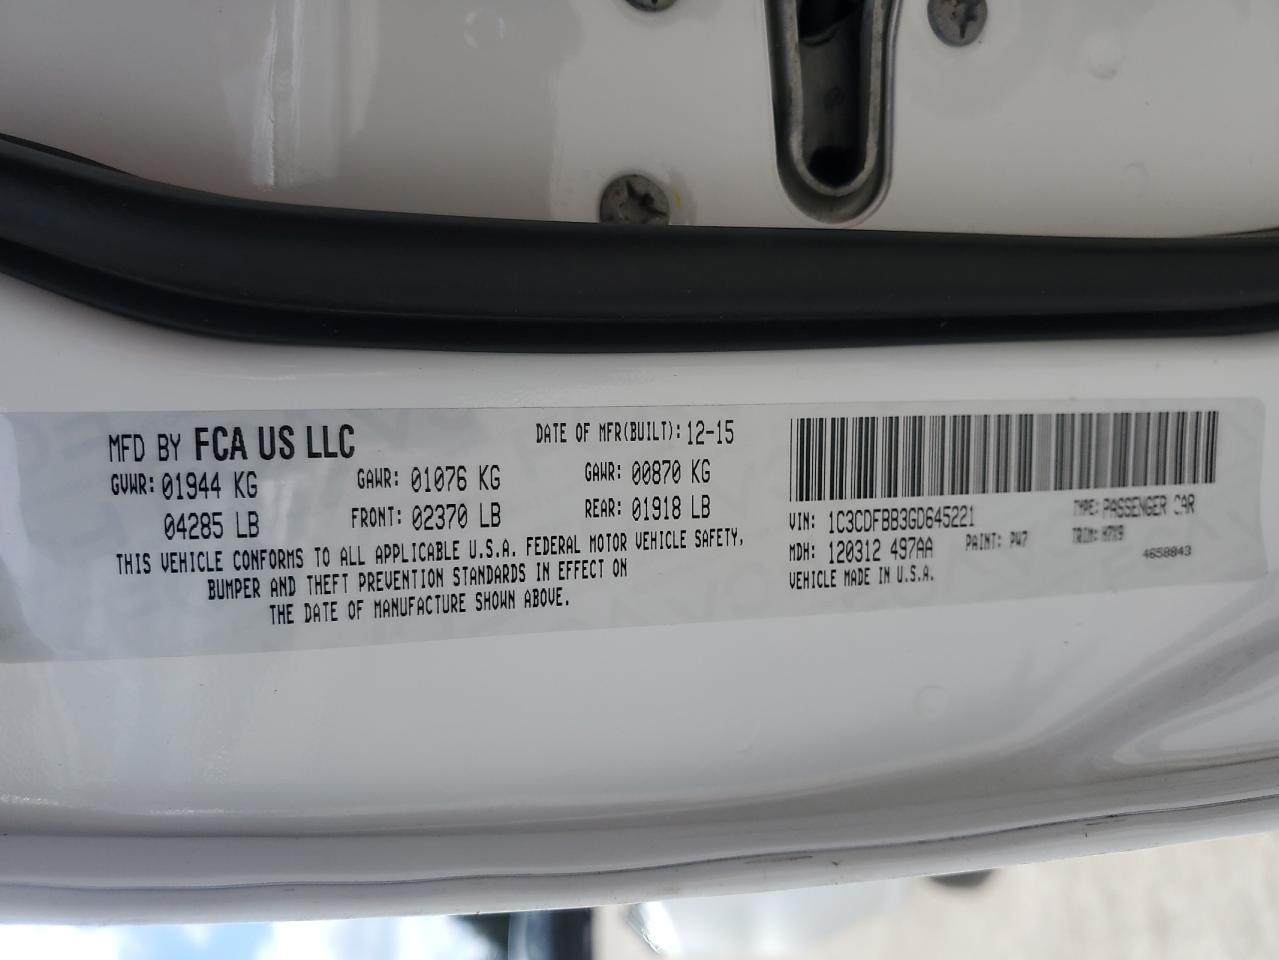 MFD BY FCA US LLC DATE OF MFR(BUILT): 12-15
GVWR: 01944 KG GAWR: 01076 KG GAWR: 00870 KG
04285 LB FRONT: 02370 LB REAR: 01918 LB
THIS VEHICLE CONFORMS TO ALL APPLICABLE U.S.A. FEDERAL MOTOR VEHICLE SAFETY,
BUMPER AND THEFT PREVENTION STANDARDS IN EFFECT ON
THE DATE OF MANUFACTURE SHOWN ABOVE.
VIN: 1C3CDFBB3GD645221 TYPE: PASSENGER CAR
MDH: 120312 497AA PAINT: PW7 TRIM: H7X9
VEHICLE MADE IN U.S.A. 4658843